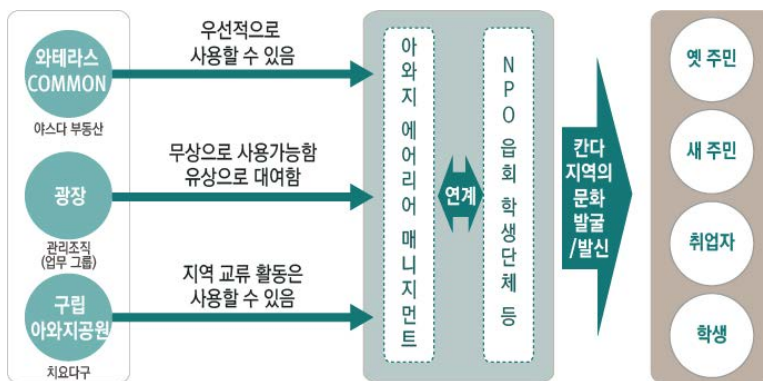 와테라스
COMMON
야스다 부동산
우선적으로
사용할 수 있음
광장
관리조직
(업무 그룹)
무상으로 사용가능함
유상으로 대여함
구립
아와지공원
치요다구
지역 교류 활동은
사용할 수 있음
아와지 에어리어 매니지먼트
연계
NPO 읍회 학생단체 등
칸다
지역의
문화
발굴
/발신
옛 주민
새 주민
취업자
학생